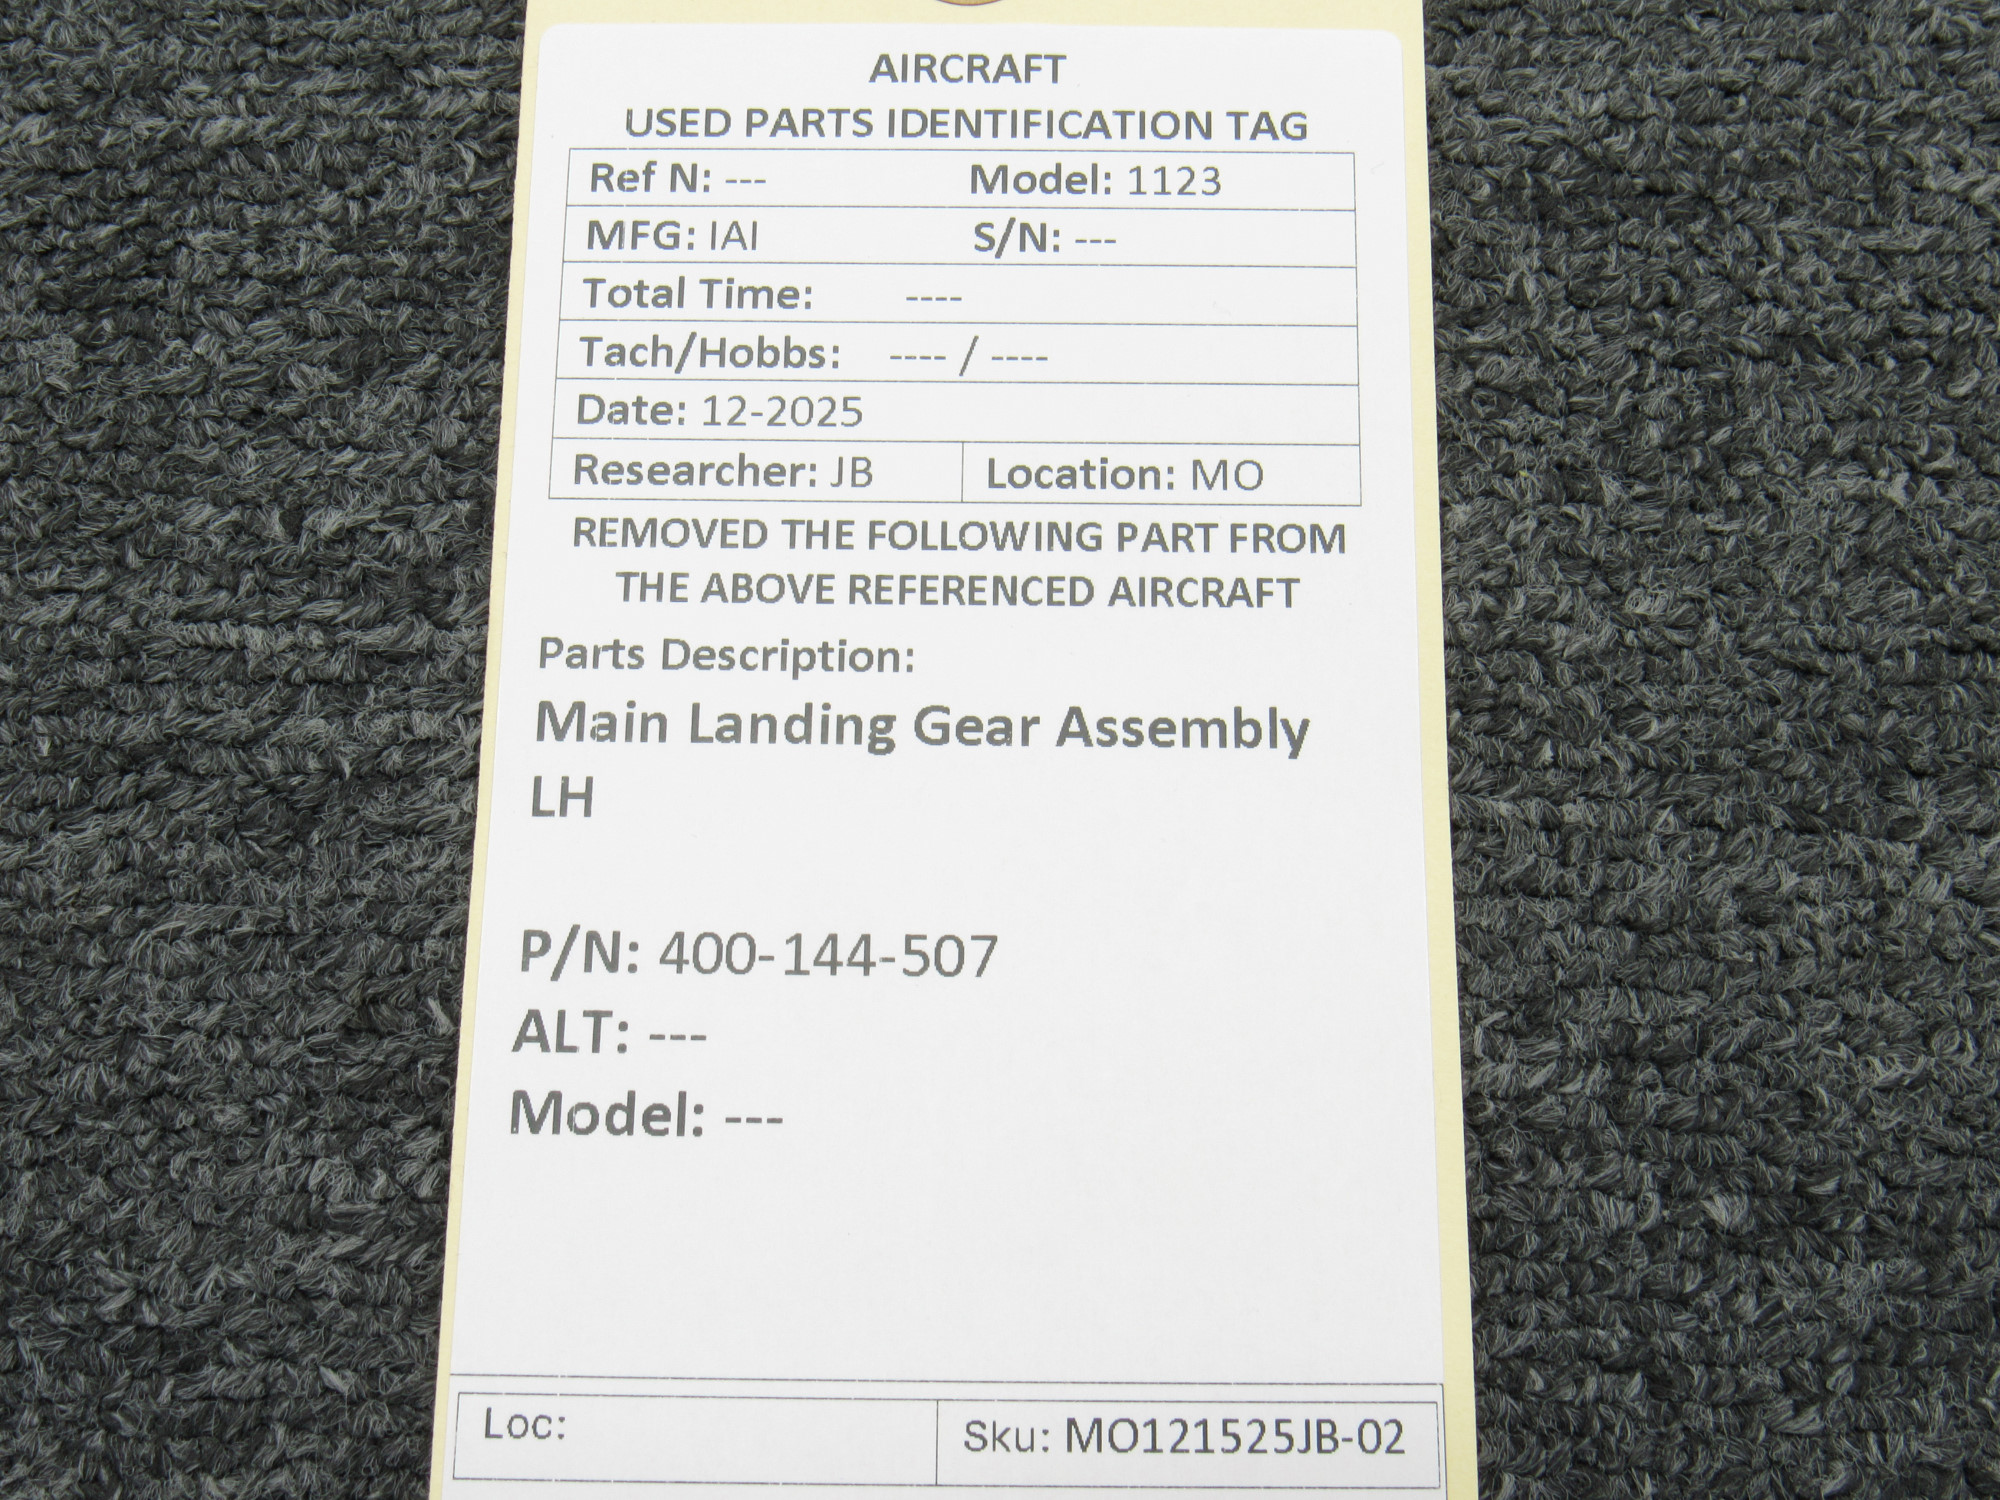 AIRCRAFT
USED PARTS IDENTIFICATION TAG
Ref N: --- Model: 1123
MFG: IAI S/N: ---
Total Time: ----
Tach/Hobbs: ---- / ----
Date: 12-2025
Researcher: JB Location: MO
REMOVED THE FOLLOWING PART FROM
THE ABOVE REFERENCED AIRCRAFT
Parts Description:
Main Landing Gear Assembly
LH
P/N: 400-144-507
ALT: ---
Model: ---
Loc: Sku: MO121525JB-02